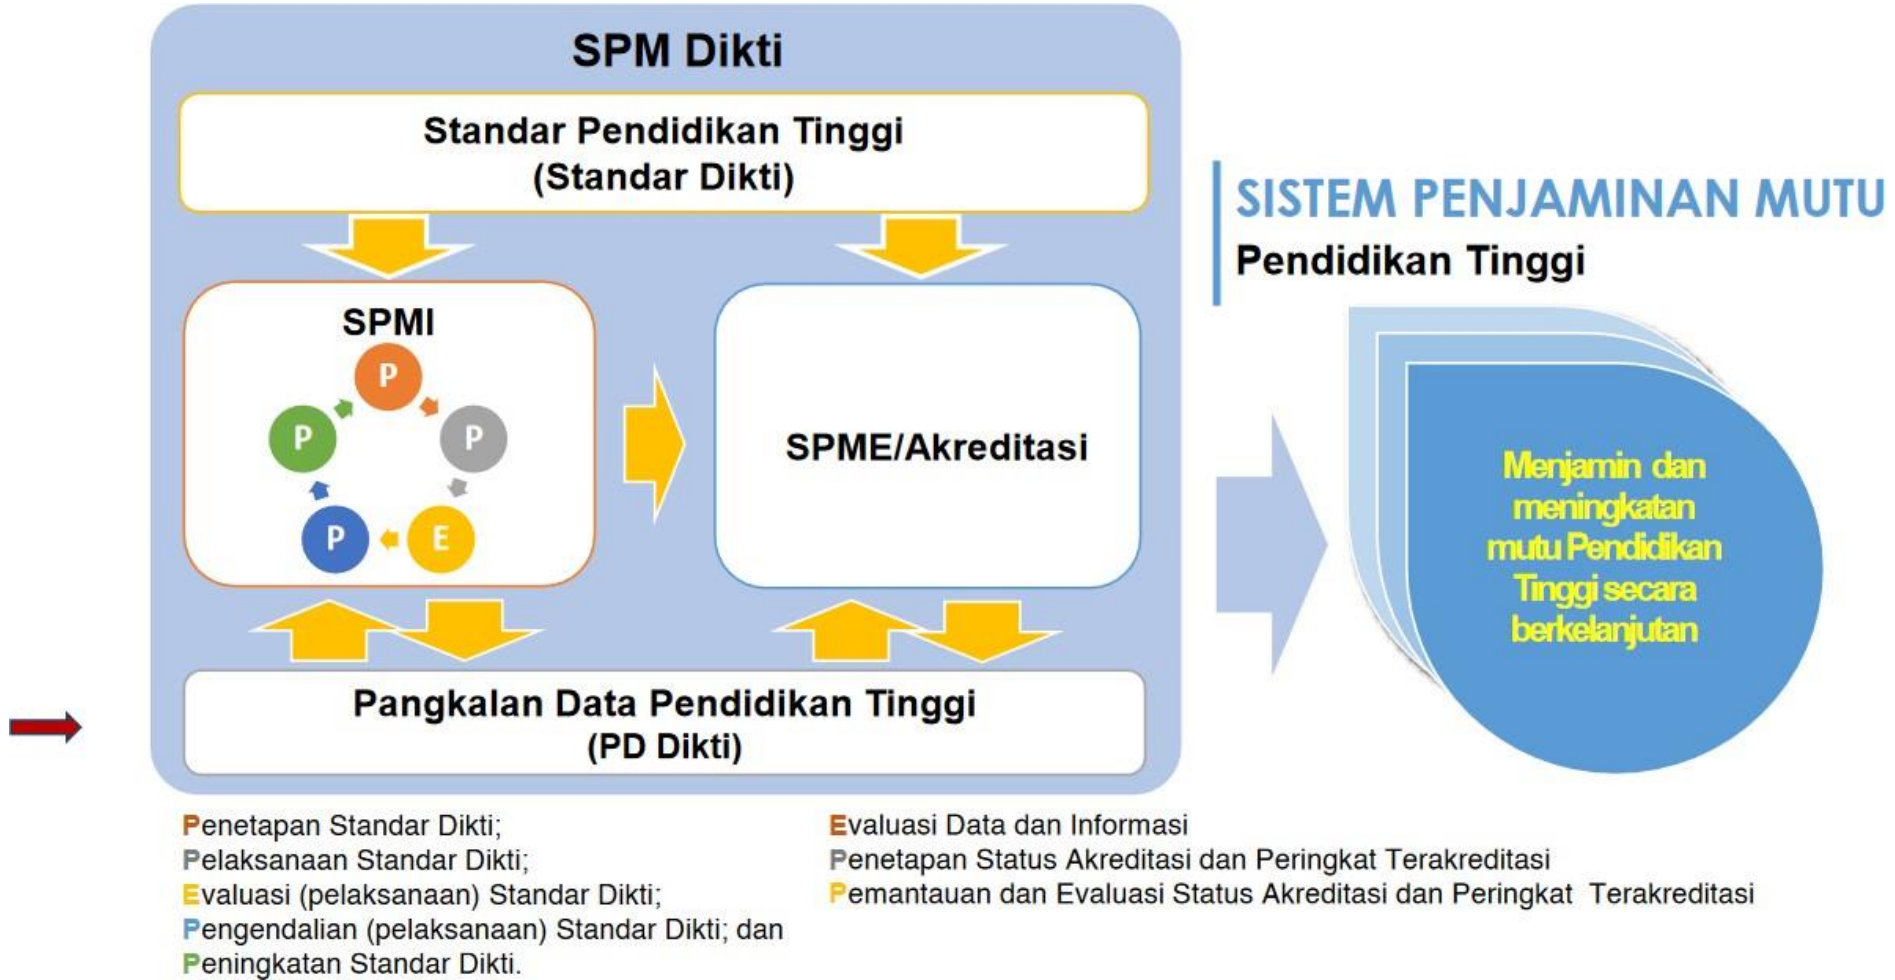 SPM Dikti
Standar Pendidikan Tinggi
(Standar Dikti)
SPMI
P
P
E
P
P
SPME/Akreditasi
Pangkalan Data Pendidikan Tinggi
(PD Dikti)
SISTEM PENJAMINAN MUTU
Pendidikan Tinggi
Menjamin dan
meningkatan
mutu Pendidikan
Tinggi secara
berkelanjutan
Penetapan Standar Dikti;
Pelaksanaan Standar Dikti;
Evaluasi (pelaksanaan) Standar Dikti;
Pengendalian (pelaksanaan) Standar Dikti; dan
Peningkatan Standar Dikti.
Evaluasi Data dan Informasi
Penetapan Status Akreditasi dan Peringkat Terakreditasi
Pemantauan dan Evaluasi Status Akreditasi dan Peringkat Terakreditasi